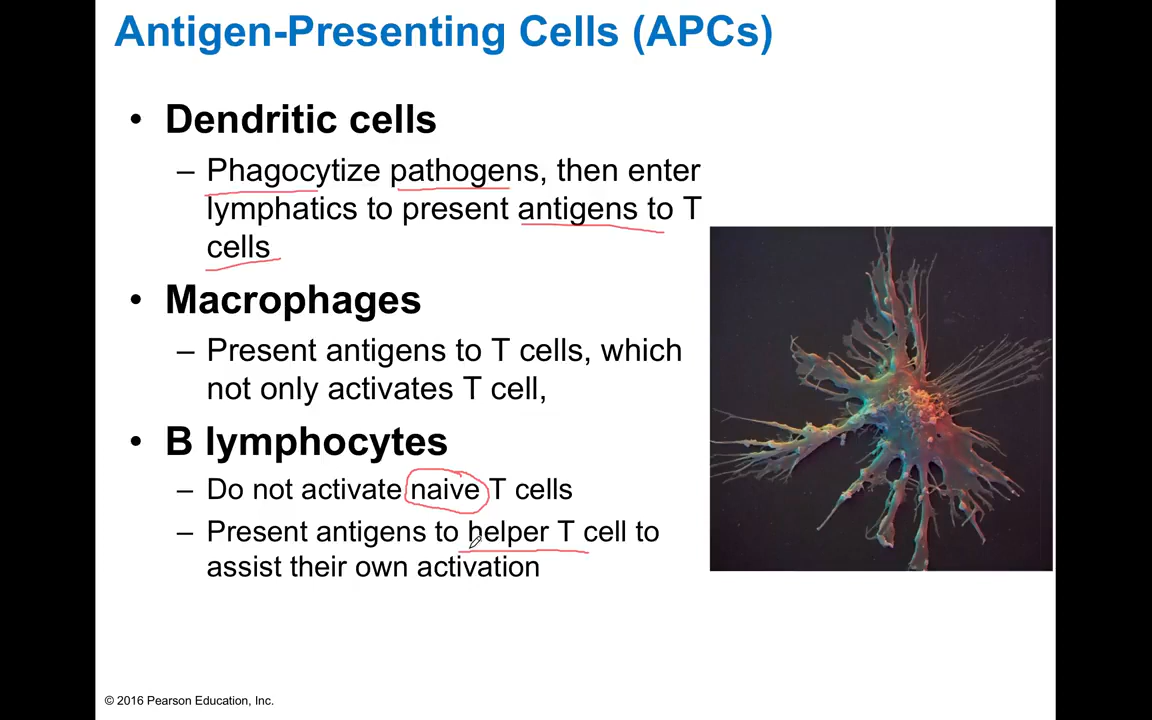 Antigen-Presenting Cells (APCs)
• Dendritic cells
– Phagocytize pathogens, then enter
lymphatics to present antigens to T
cells
• Macrophages
– Present antigens to T cells, which
not only activates T cell,
• B lymphocytes
– Do not activate naive T cells
– Present antigens to helper T cell to
assist their own activation
© 2016 Pearson Education, Inc.